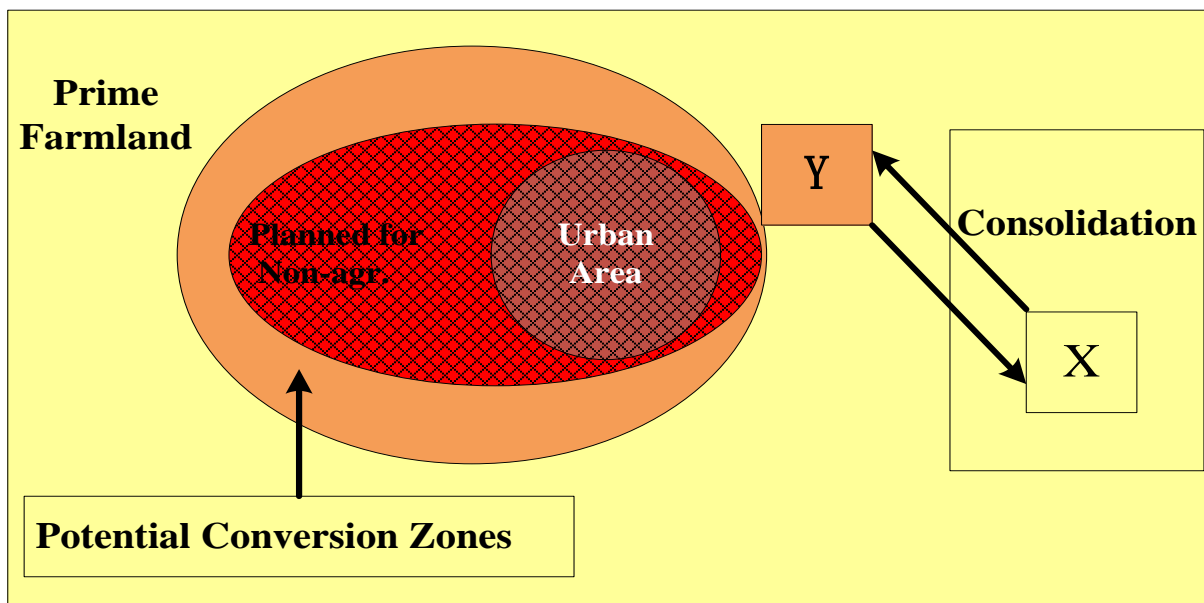 Prime
Farmland
Planned for
Non-agr.
Urban
Area
Y
Consolidation
X
Potential Conversion Zones